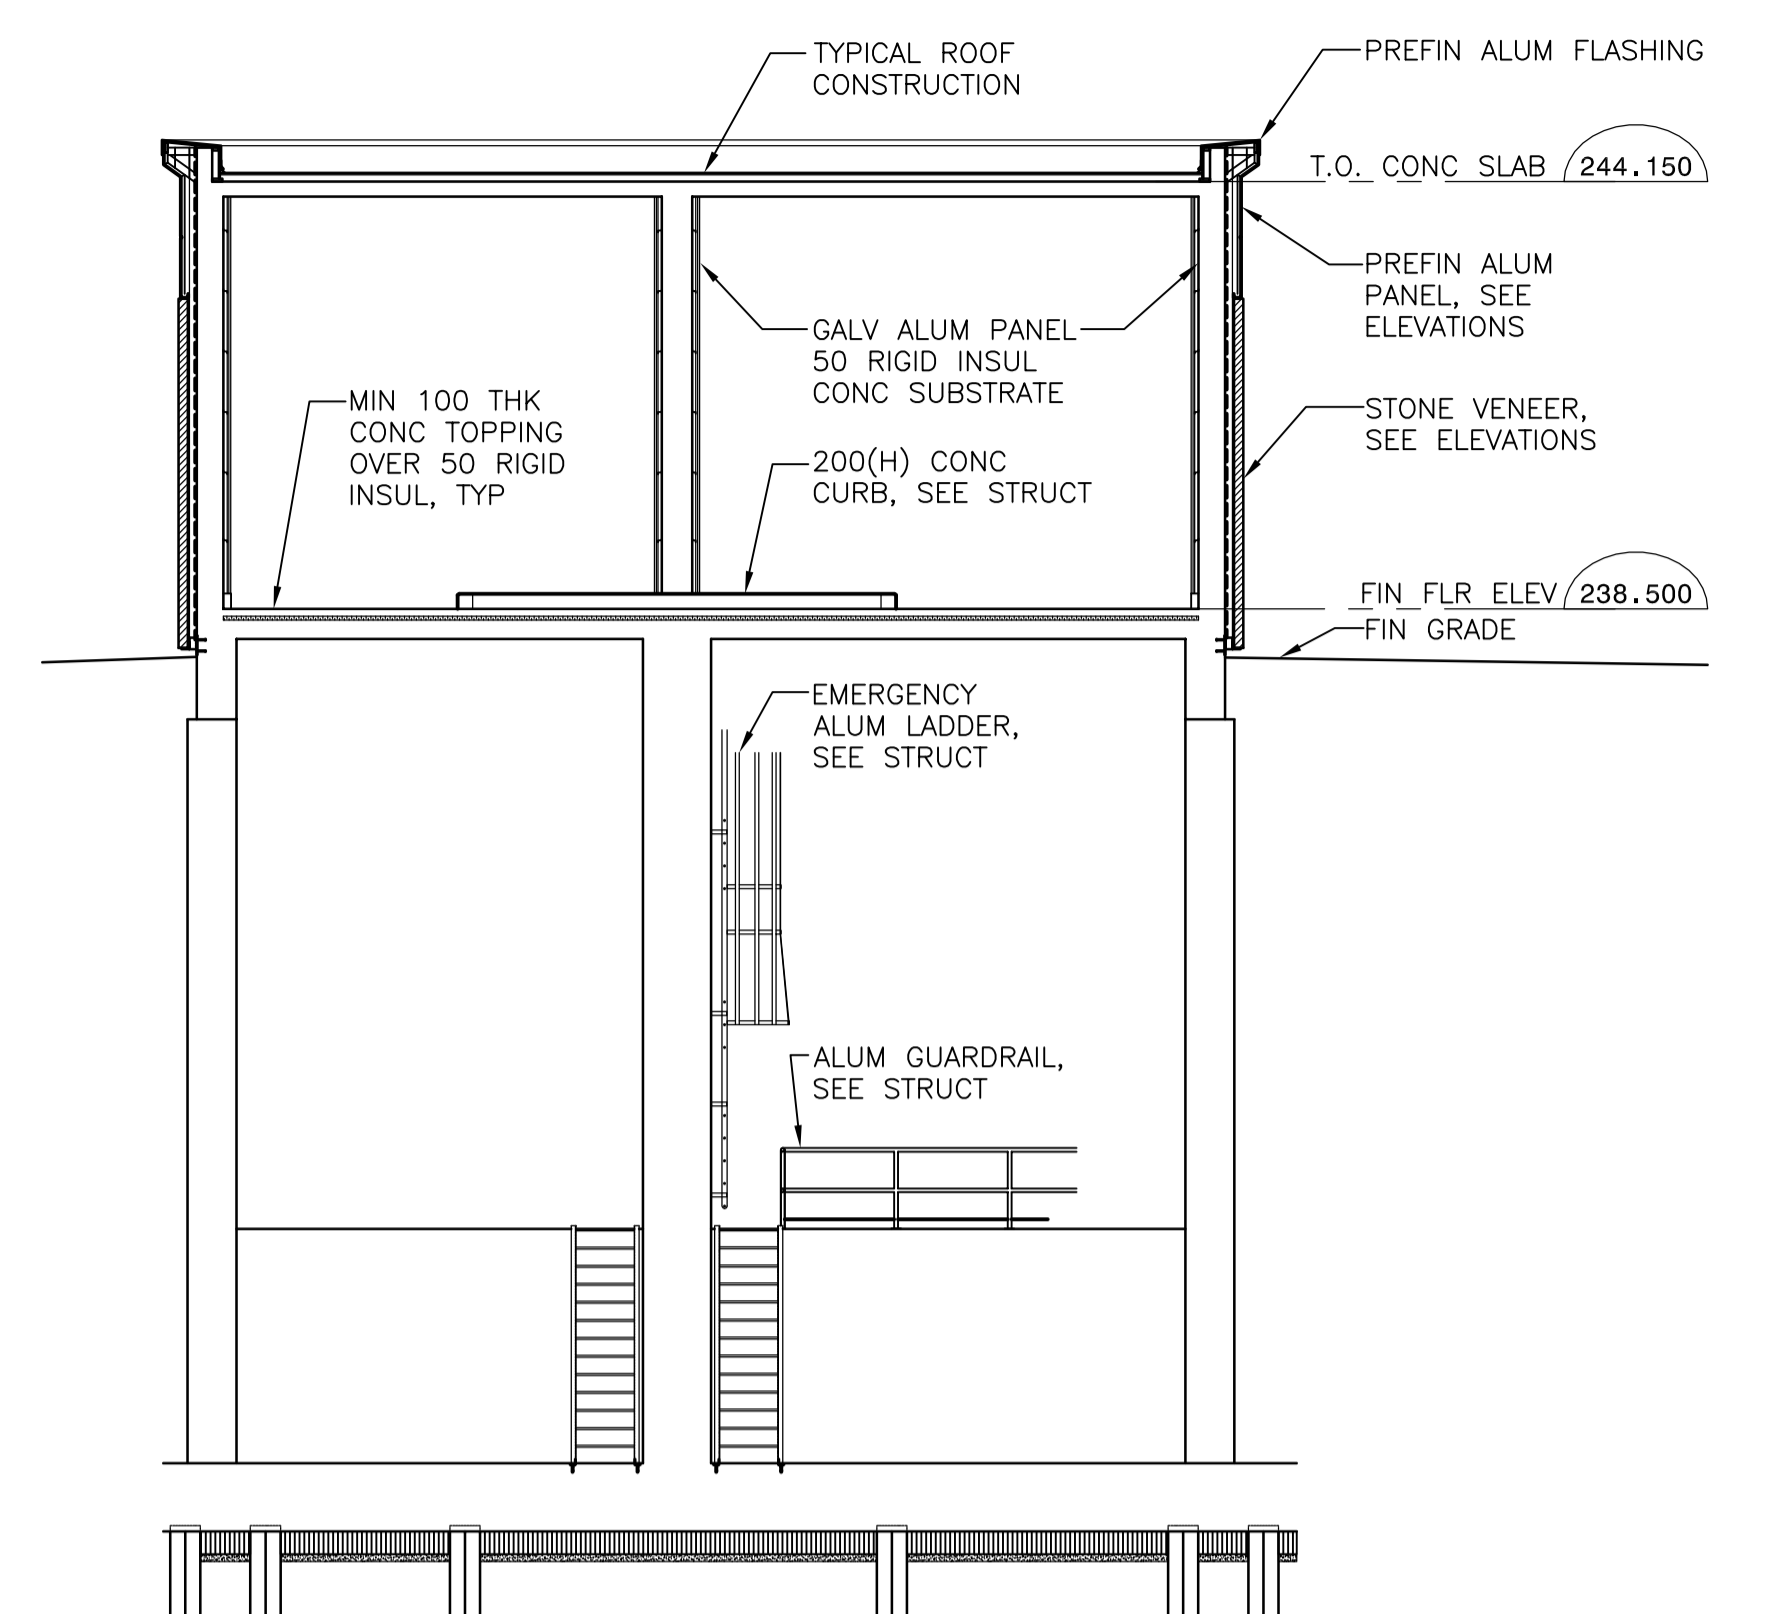 TYPICAL ROOF
CONSTRUCTION
PREFIN ALUM FLASHING
T.O. CONC SLAB 244.150
PREFIN ALUM
PANEL, SEE
ELEVATIONS
GALV ALUM PANEL
50 RIGID INSUL
CONC SUBSTRATE
MIN 100 THK
CONC TOPPING
OVER 50 RIGID
INSUL, TYP
STONE VENEER,
SEE ELEVATIONS
200(H) CONC
CURB, SEE STRUCT
FIN FLR ELEV 238.500
FIN GRADE
EMERGENCY
ALUM LADDER,
SEE STRUCT
ALUM GUARDRAIL,
SEE STRUCT